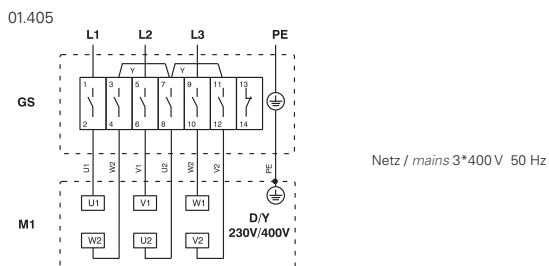 01.405
L1 L2 L3 PE
Y Y
GS
1 3 5 7 9 11 13
2 4 6 8 10 12 14
U1 W2 V1 U2 W2 V2 PE
Netz / mains 3*400 V 50 Hz
M1
U1 V1 W1
D/Y
230V/400V
W2 U2 V2